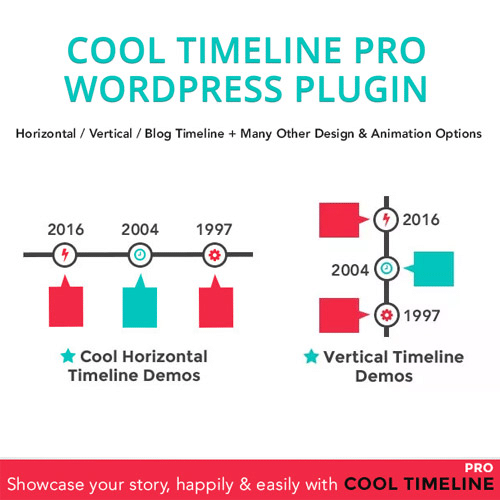 COOL TIMELINE PRO
WORDPRESS PLUGIN
Horizontal / Vertical / Blog Timeline + Many Other Design & Animation Options
2016 2004 1997
Cool Horizontal
Timeline Demos
2016
2004
1997
Vertical Timeline
Demos
PRO
Showcase your story, happily & easily with COOL TIMELINE